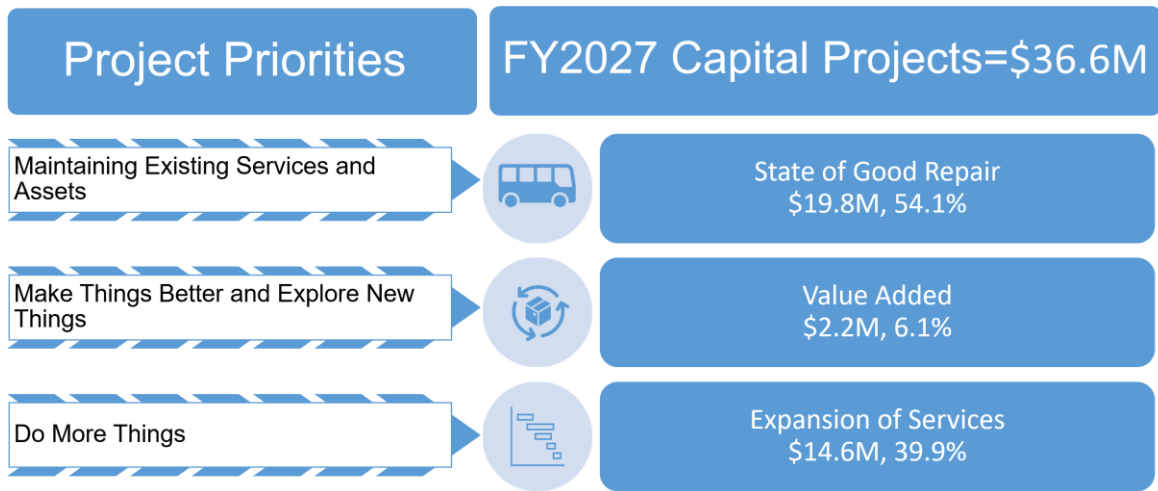 Project Priorities
FY2027 Capital Projects=$36.6M
Maintaining Existing Services and
Assets
State of Good Repair
$19.8M, 54.1%
Make Things Better and Explore New
Things
Value Added
$2.2M, 6.1%
Do More Things
Expansion of Services
$14.6M, 39.9%